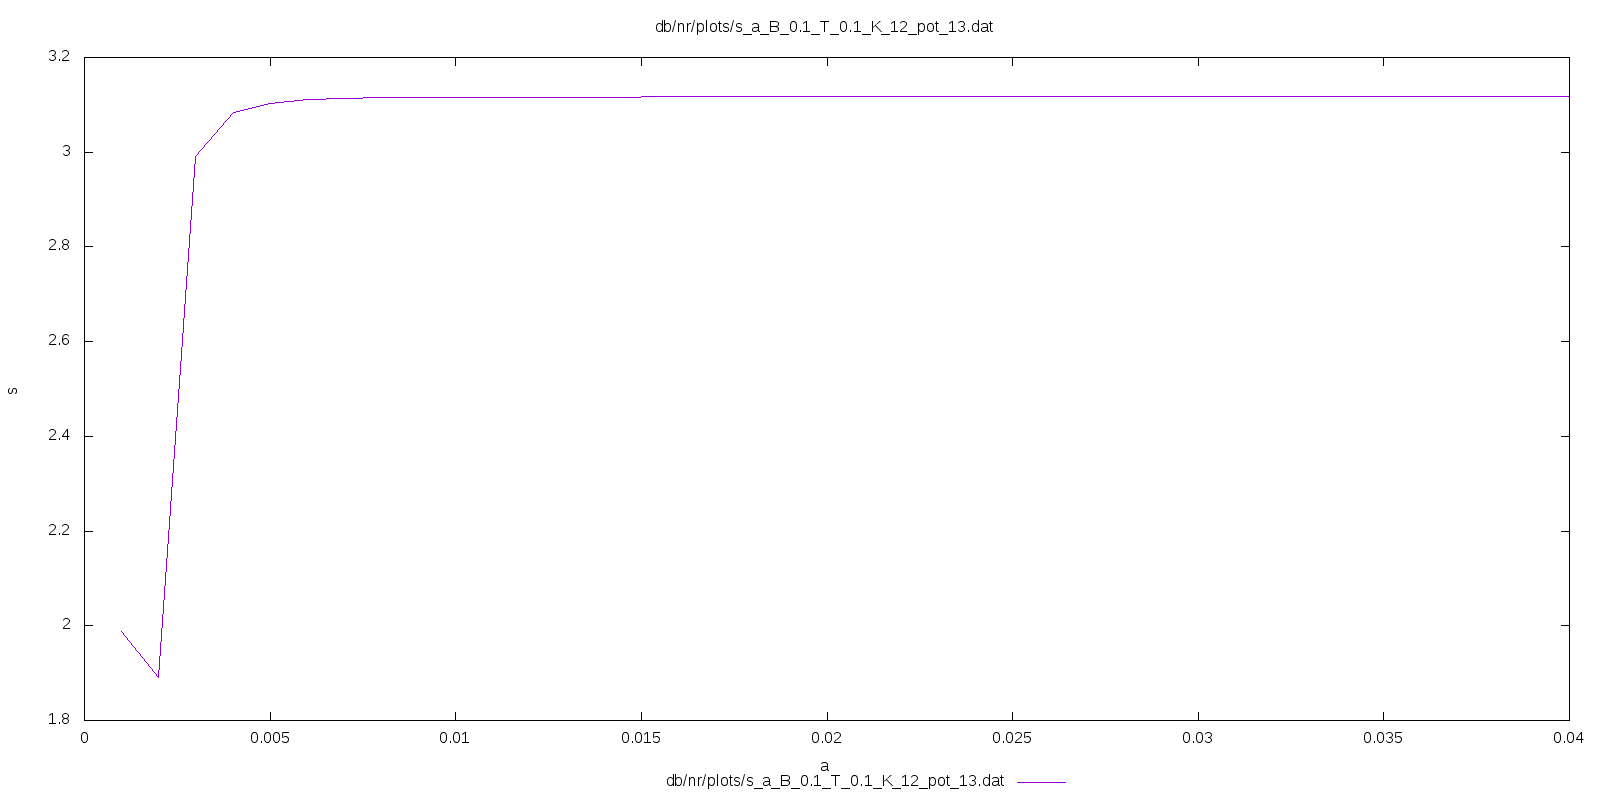 db/nr/plots/s_a_B_0.1_T_0.1_K_12_pot_13.dat
3.2
3
2.8
2.6
2.4
2.2
2
1.8
s
0 0.005 0.01 0.015 0.02 0.025 0.03 0.035 0.04
a
db/nr/plots/s_a_B_0.1_T_0.1_K_12_pot_13.dat